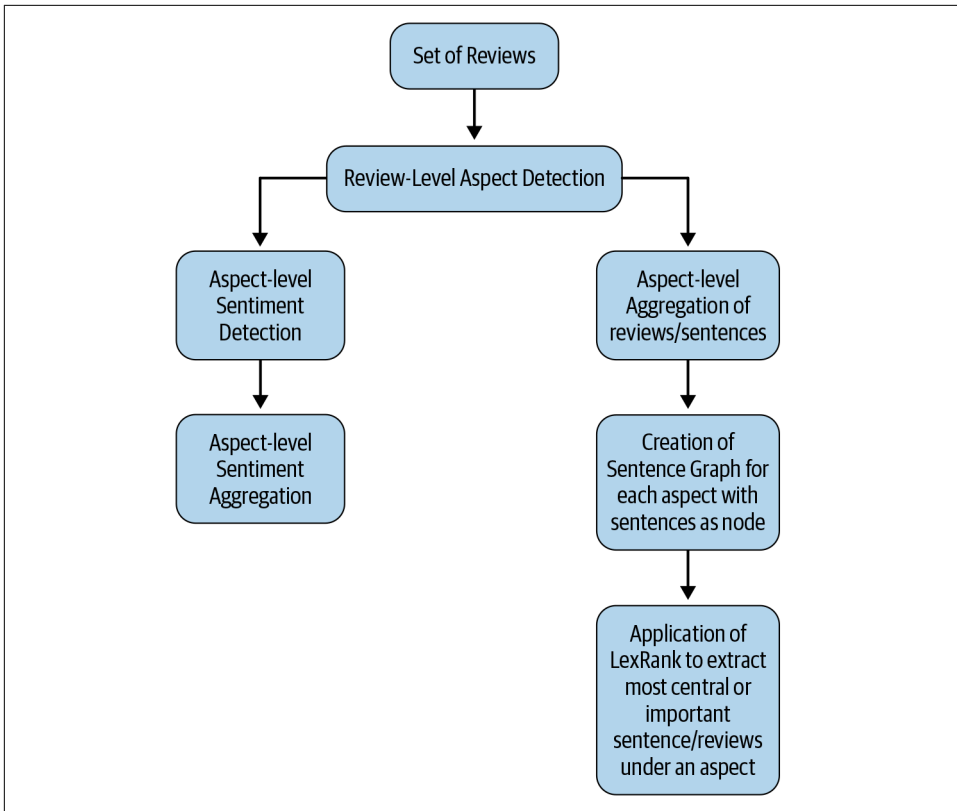 Set of Reviews
Review-Level Aspect Detection
Aspect-level
Sentiment
Detection
Aspect-level
Sentiment
Aggregation
Aspect-level
Aggregation of
reviews/sentences
Creation of
Sentence Graph for
each aspect with
sentences as node
Application of
LexRank to extract
most central or
important
sentence/reviews
under an aspect